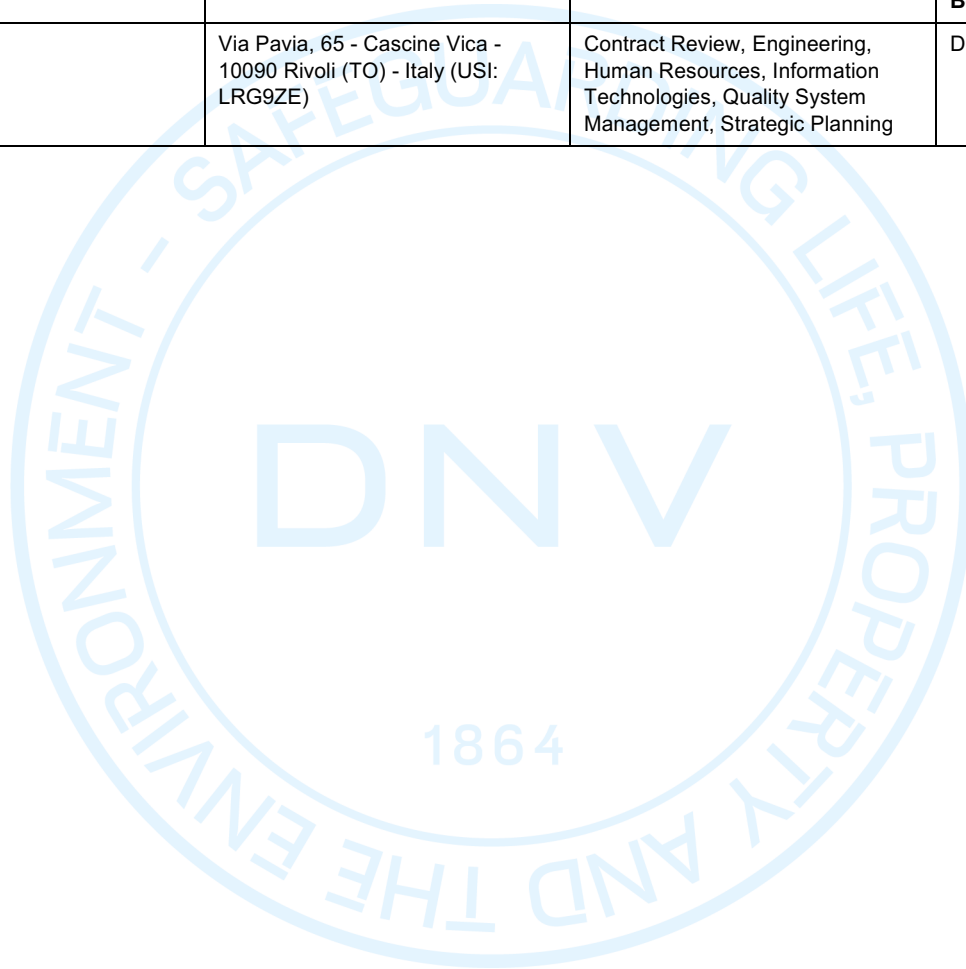 B
Via Pavia, 65 - Cascine Vica -
10090 Rivoli (TO) - Italy (USI:
LRG9ZE)
Contract Review, Engineering,
Human Resources, Information
Technologies, Quality System
Management, Strategic Planning
D
SAFEGUARDING LIFE, PROPERTY AND THE ENVIRONMENT -
DNV
1864